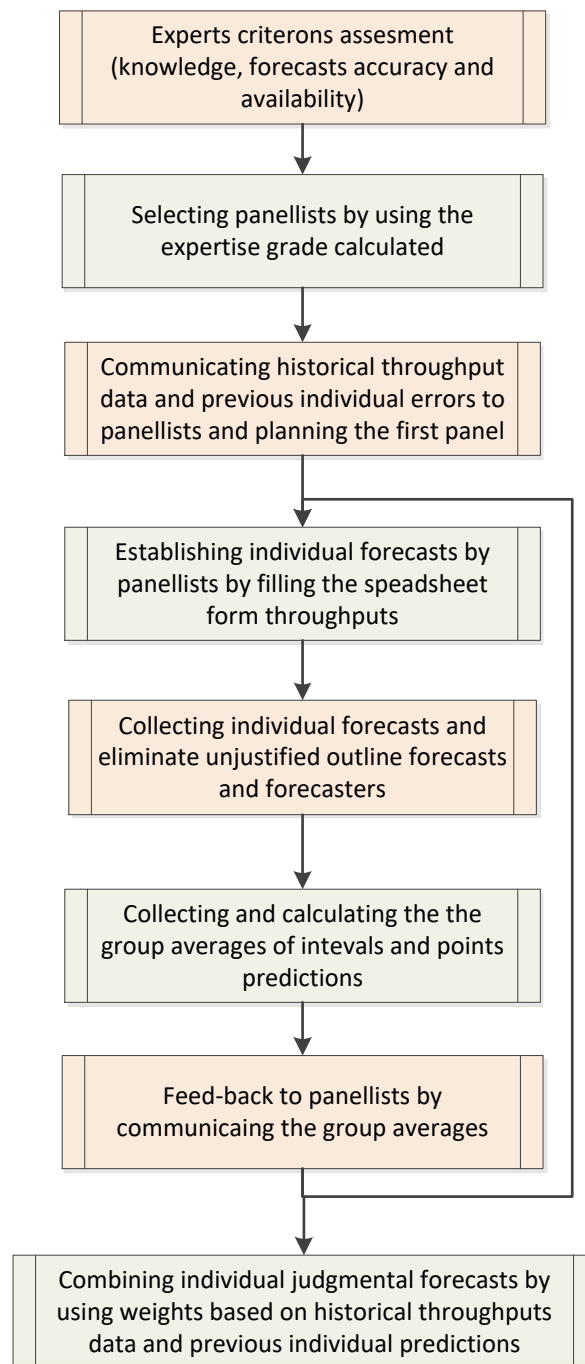 Experts criterons assesment
(knowledge, forecasts accuracy and
availability)
Selecting panellists by using the
expertise grade calculated
Communicating historical throughput
data and previous individual errors to
panellists and planning the first panel
Establishing individual forecasts by
panellists by filling the speadsheet
form throughputs
Collecting individual forecasts and
eliminate unjustified outline forecasts
and forecasters
Collecting and calculating the the
group averages of intevals and points
predictions
Feed-back to panellists by
communicaing the group averages
Combining individual judgmental forecasts by
using weights based on historical throughputs
data and previous individual predictions